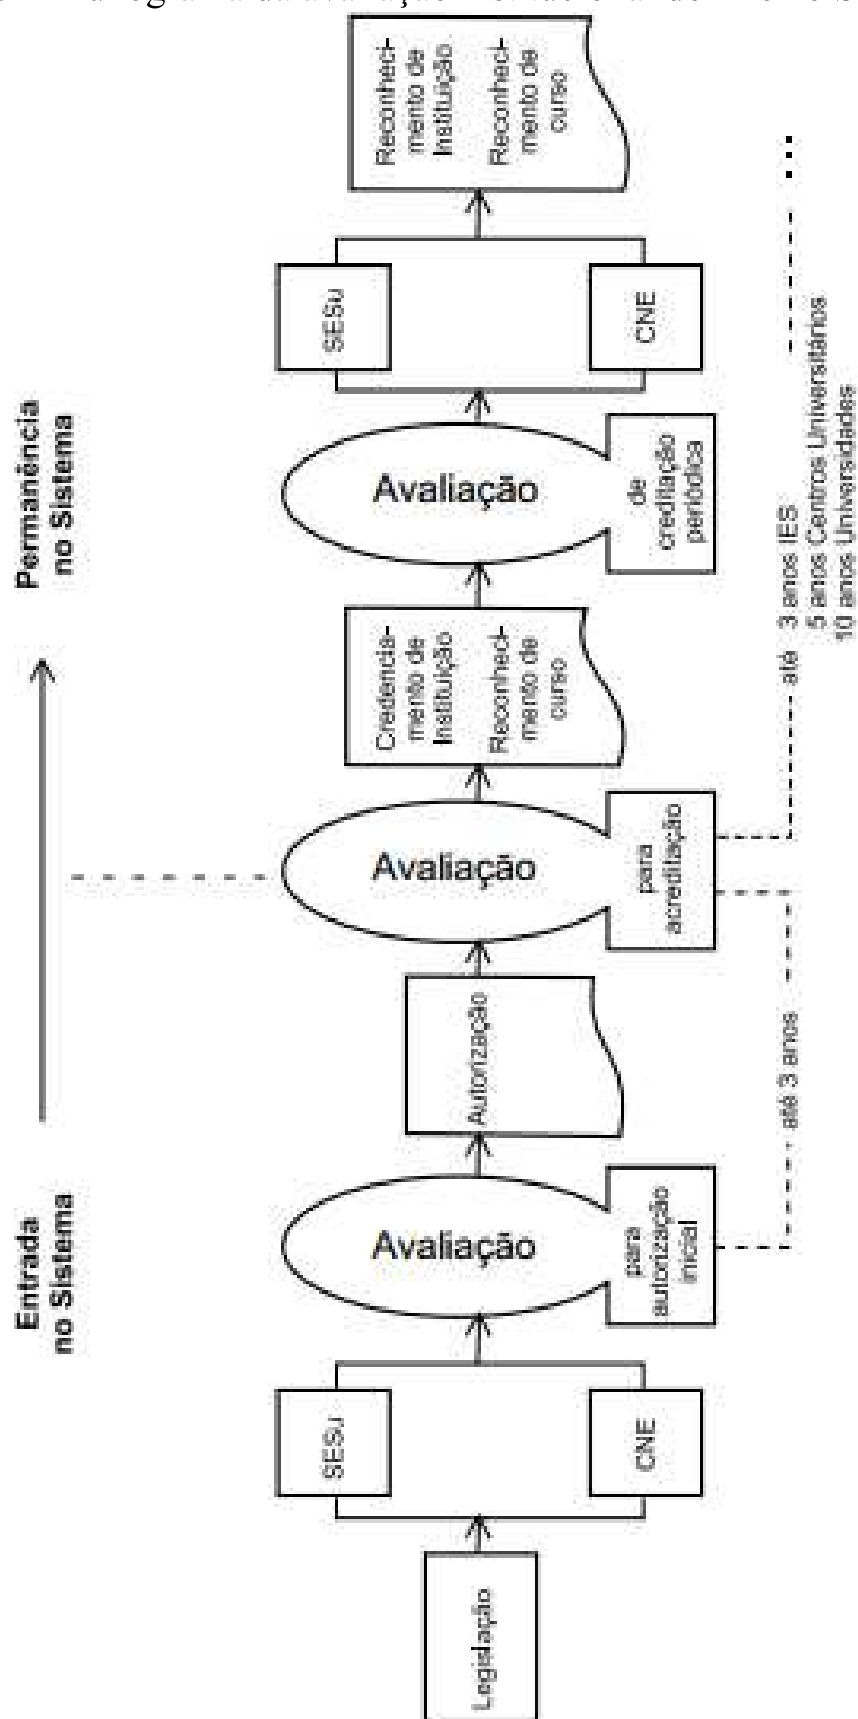 Entrada
no Sistema
Permanência
no Sistema
Legislação
SESu
CNE
Avaliação
para
autorização
inicial
Autorização
Avaliação
para
acreditação
Credencia-
mento de
Instituição
Reconheci-
mento de
curso
Avaliação
de
creditação
periódica
SESu
CNE
Reconheci-
mento de
Instituição
Reconheci-
mento de
curso
até 3 anos
até 3 anos IES
5 anos Centros Universitários
10 anos Universidades